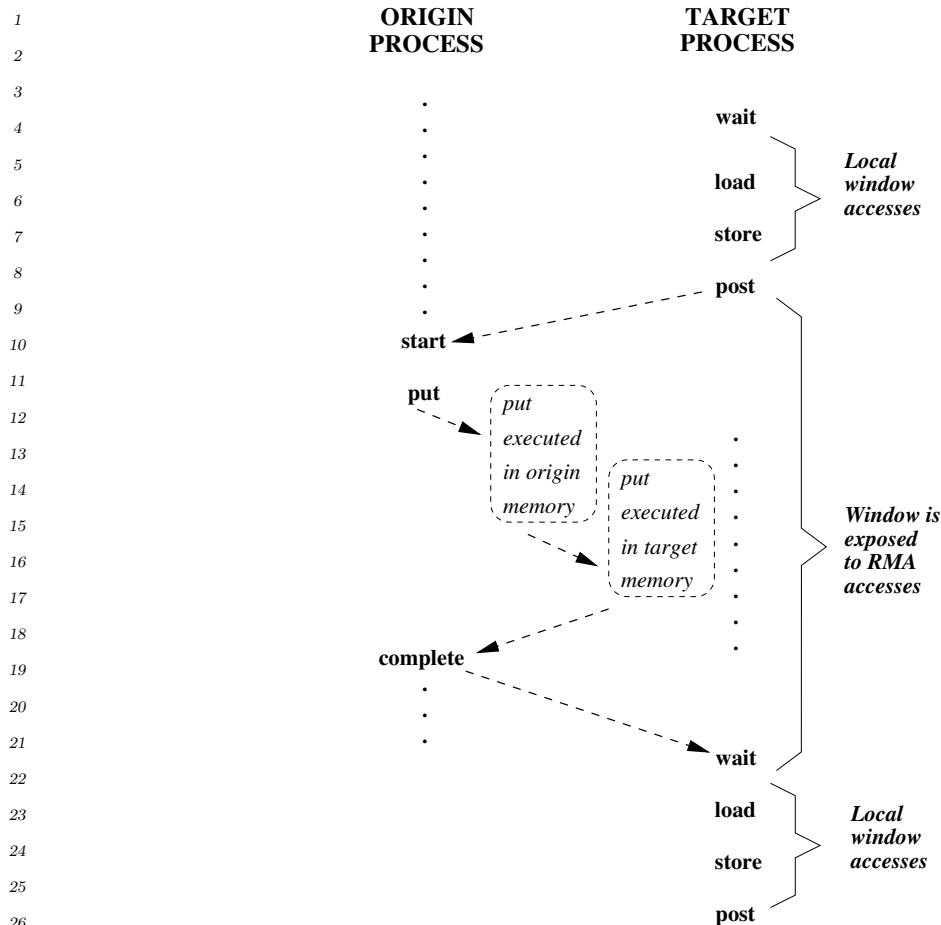 1
ORIGIN TARGET
PROCESS PROCESS
2
3
wait
4
5
Local
load
window
6
accesses
store
7
8
post
9
start
10
11
put
put
12
executed
13
in origin
put
14
memory
executed
Window is
15
exposed
in target
to RMA
16
memory
accesses
17
18
complete
19
20
21
wait
22
load
Local
23
window
24
store
accesses
25
post
26